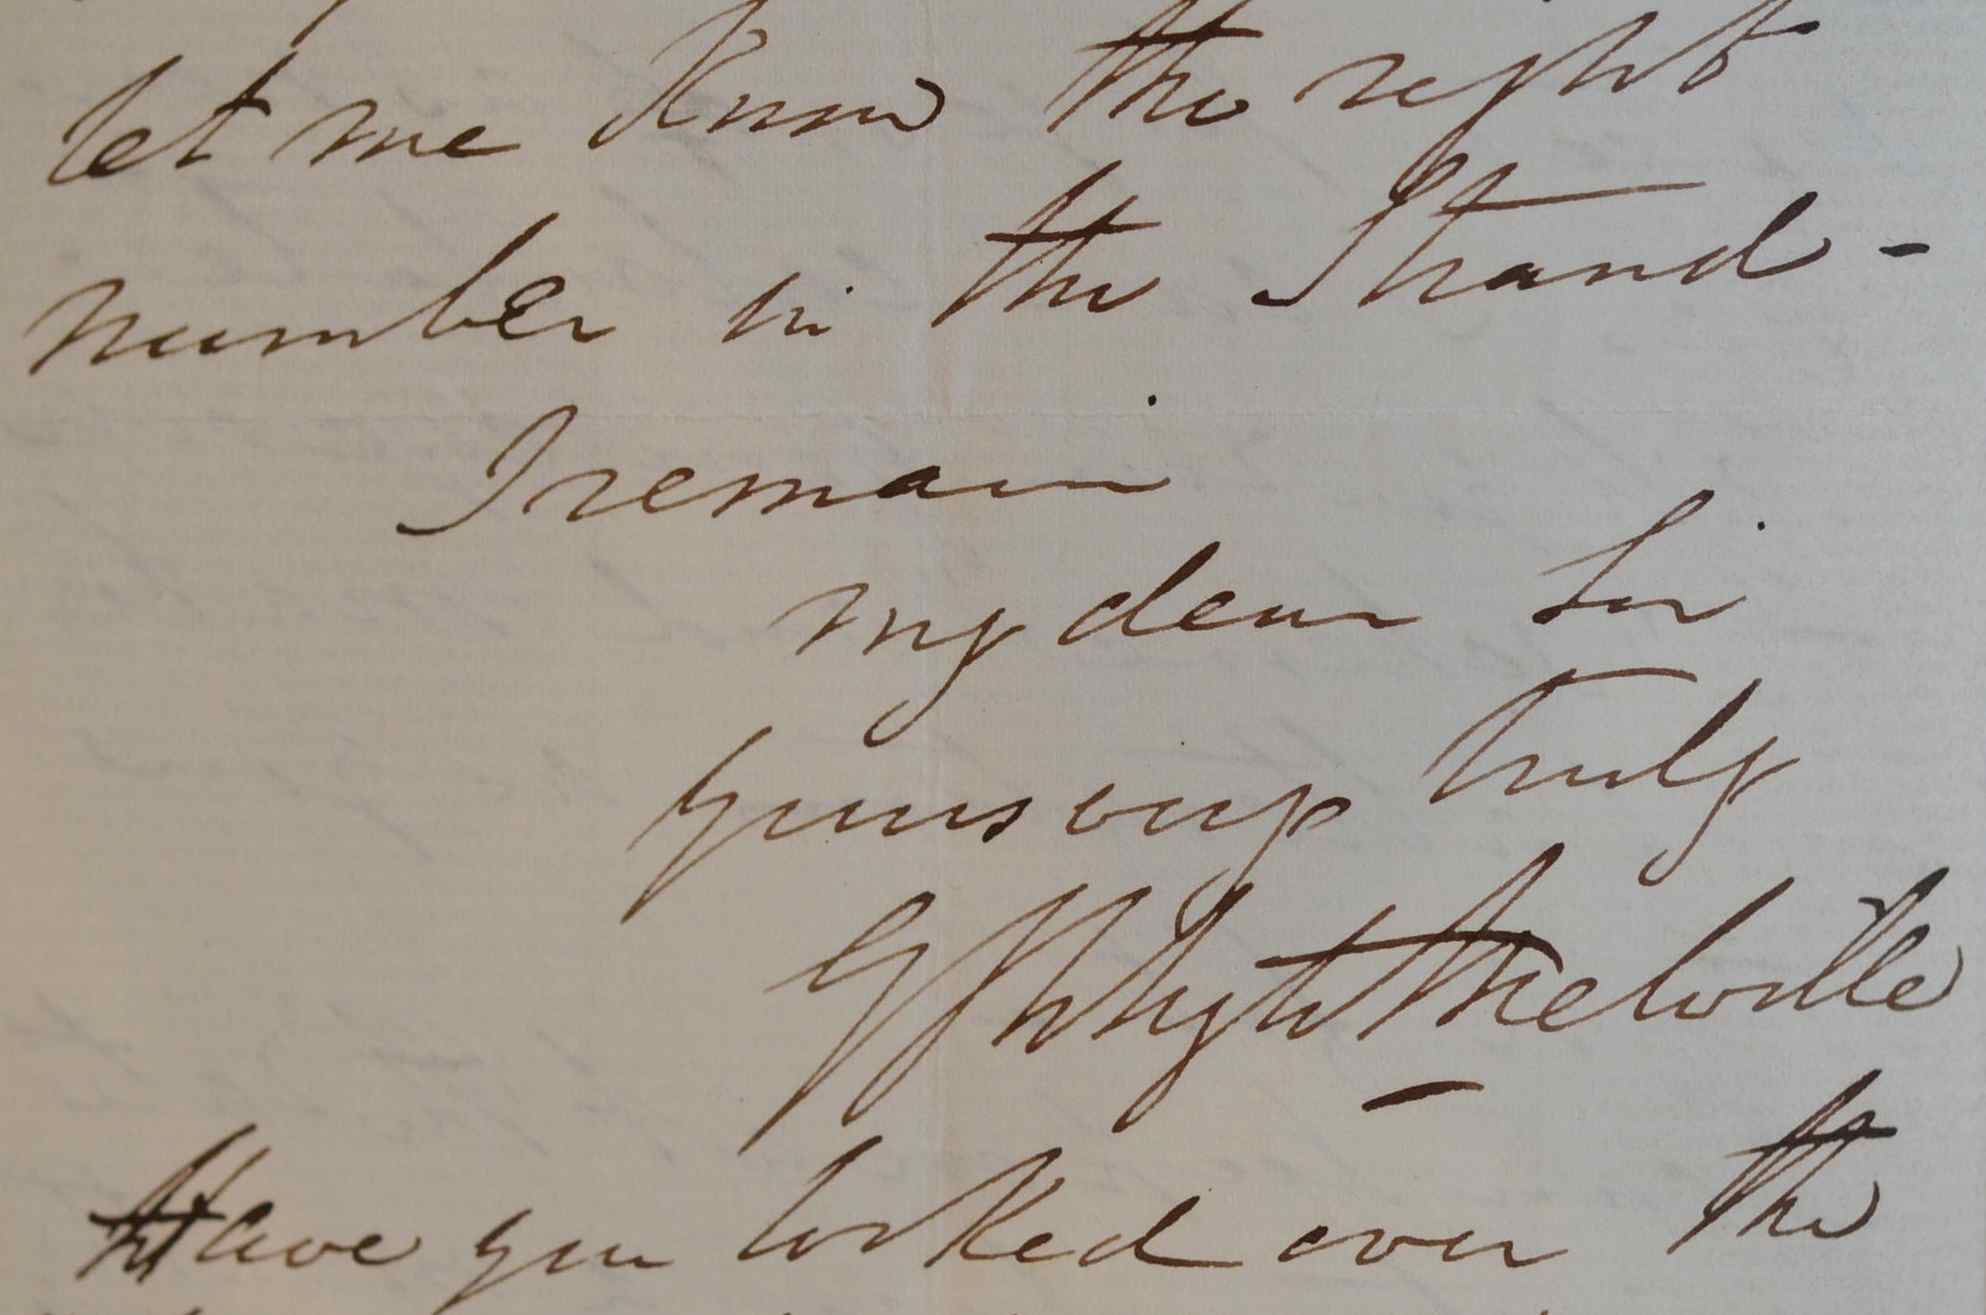 let me know the right
number in the Strand -
I remain
my dear Sir
yours very truly
G J Whyte Melville
Have you looked over the